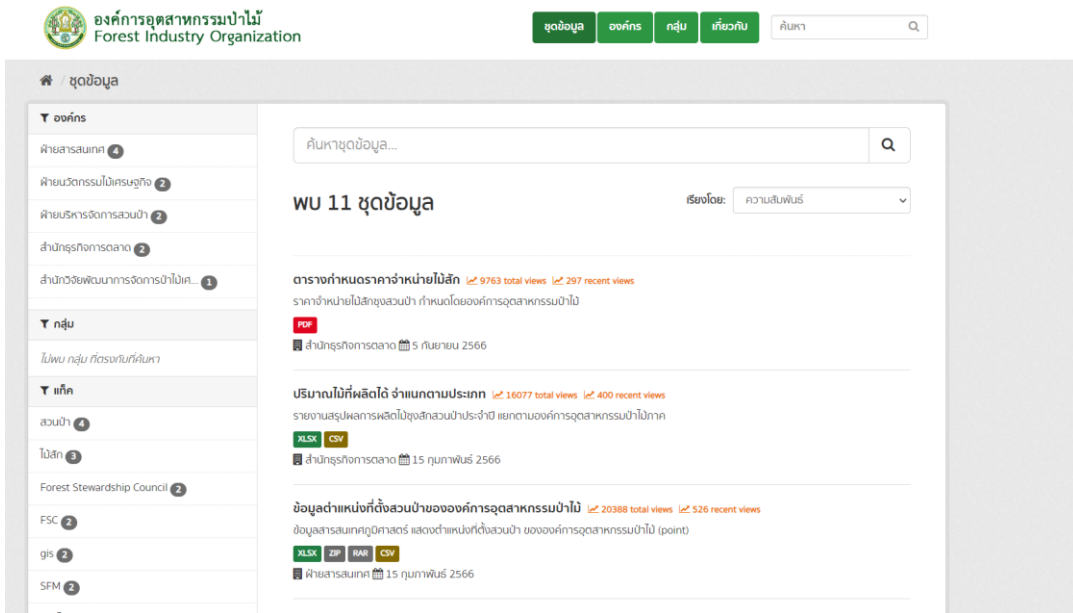 องค์การอุตสาหกรรมป่าไม้
Forest Industry Organization
ชุดข้อมูล องค์กร กลุ่ม เกี่ยวกับ ค้นหา
/ ชุดข้อมูล
องค์กร
ฝ่ายสารสนเทศ 4
ฝ่ายนวัตกรรมไม้เศรษฐกิจ 2
ฝ่ายบริหารจัดการสวนป่า 2
สำนักธุรกิจการตลาด 2
สำนักวิจัยพัฒนาการจัดการป่าไม้เศ... 1
กลุ่ม
ไม่พบ กลุ่ม ที่ตรงกับที่ค้นหา
แท็ค
สวนป่า 4
ไม้สัก 3
Forest Stewardship Council 2
FSC 2
gis 2
SFM 2
ค้นหาชุดข้อมูล...
พบ 11 ชุดข้อมูล
เรียงโดย: ความสัมพันธ์
ตารางกำหนดราคาจำหน่ายไม้สัก 9763 total views 297 recent views
ราคาจำหน่ายไม้สักซุงสวนป่า กำหนดโดยองค์การอุตสาหกรรมป่าไม้
PDF
สำนักธุรกิจการตลาด 5 กันยายน 2566
ปริมาณไม้ที่ผลิตได้ จำแนกตามประเภท 16077 total views 400 recent views
รายงานสรุปผลการผลิตไม้ซุงสักสวนป่าประจำปี แยกตามองค์การอุตสาหกรรมป่าไม้ภาค
XLSX CSV
สำนักธุรกิจการตลาด 15 กุมภาพันธ์ 2566
ข้อมูลตำแหน่งที่ตั้งสวนป่าขององค์การอุตสาหกรรมป่าไม้ 20388 total views 526 recent views
ข้อมูลสารสนเทศภูมิศาสตร์ แสดงตำแหน่งที่ตั้งสวนป่า ขององค์การอุตสาหกรรมป่าไม้ (point)
XLSX ZIP RAR CSV
ฝ่ายสารสนเทศ 15 กุมภาพันธ์ 2566